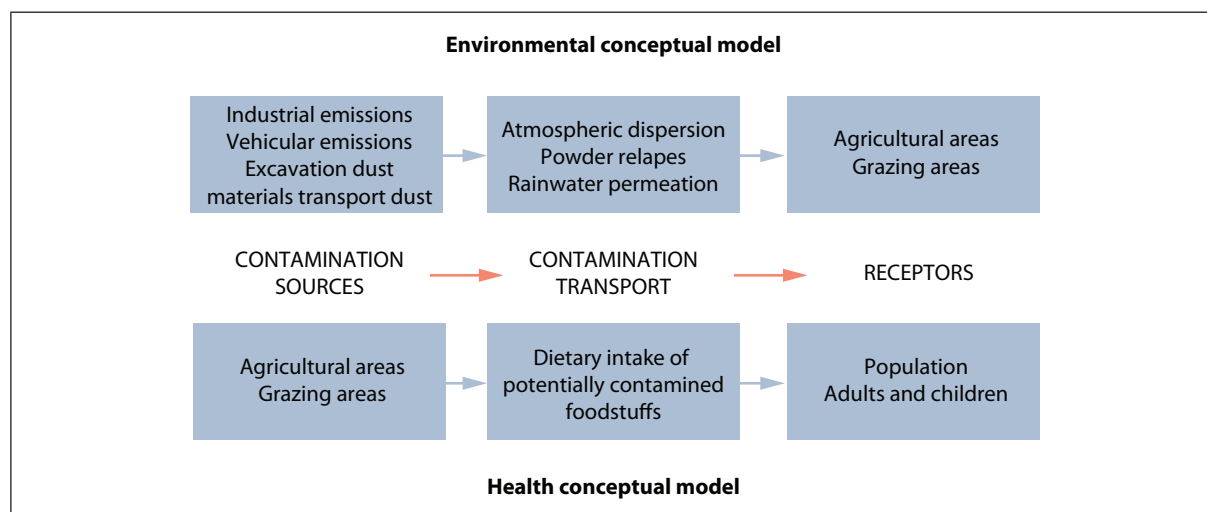 Environmental conceptual model
Industrial emissions
Vehicular emissions
Excavation dust
materials transport dust
Atmospheric dispersion
Powder relapses
Rainwater permeation
Agricultural areas
Grazing areas
CONTAMINATION
SOURCES
CONTAMINATION
TRANSPORT
RECEPTORS
Agricultural areas
Grazing areas
Dietary intake of
potentially contamined
foodstuffs
Population
Adults and children
Health conceptual model